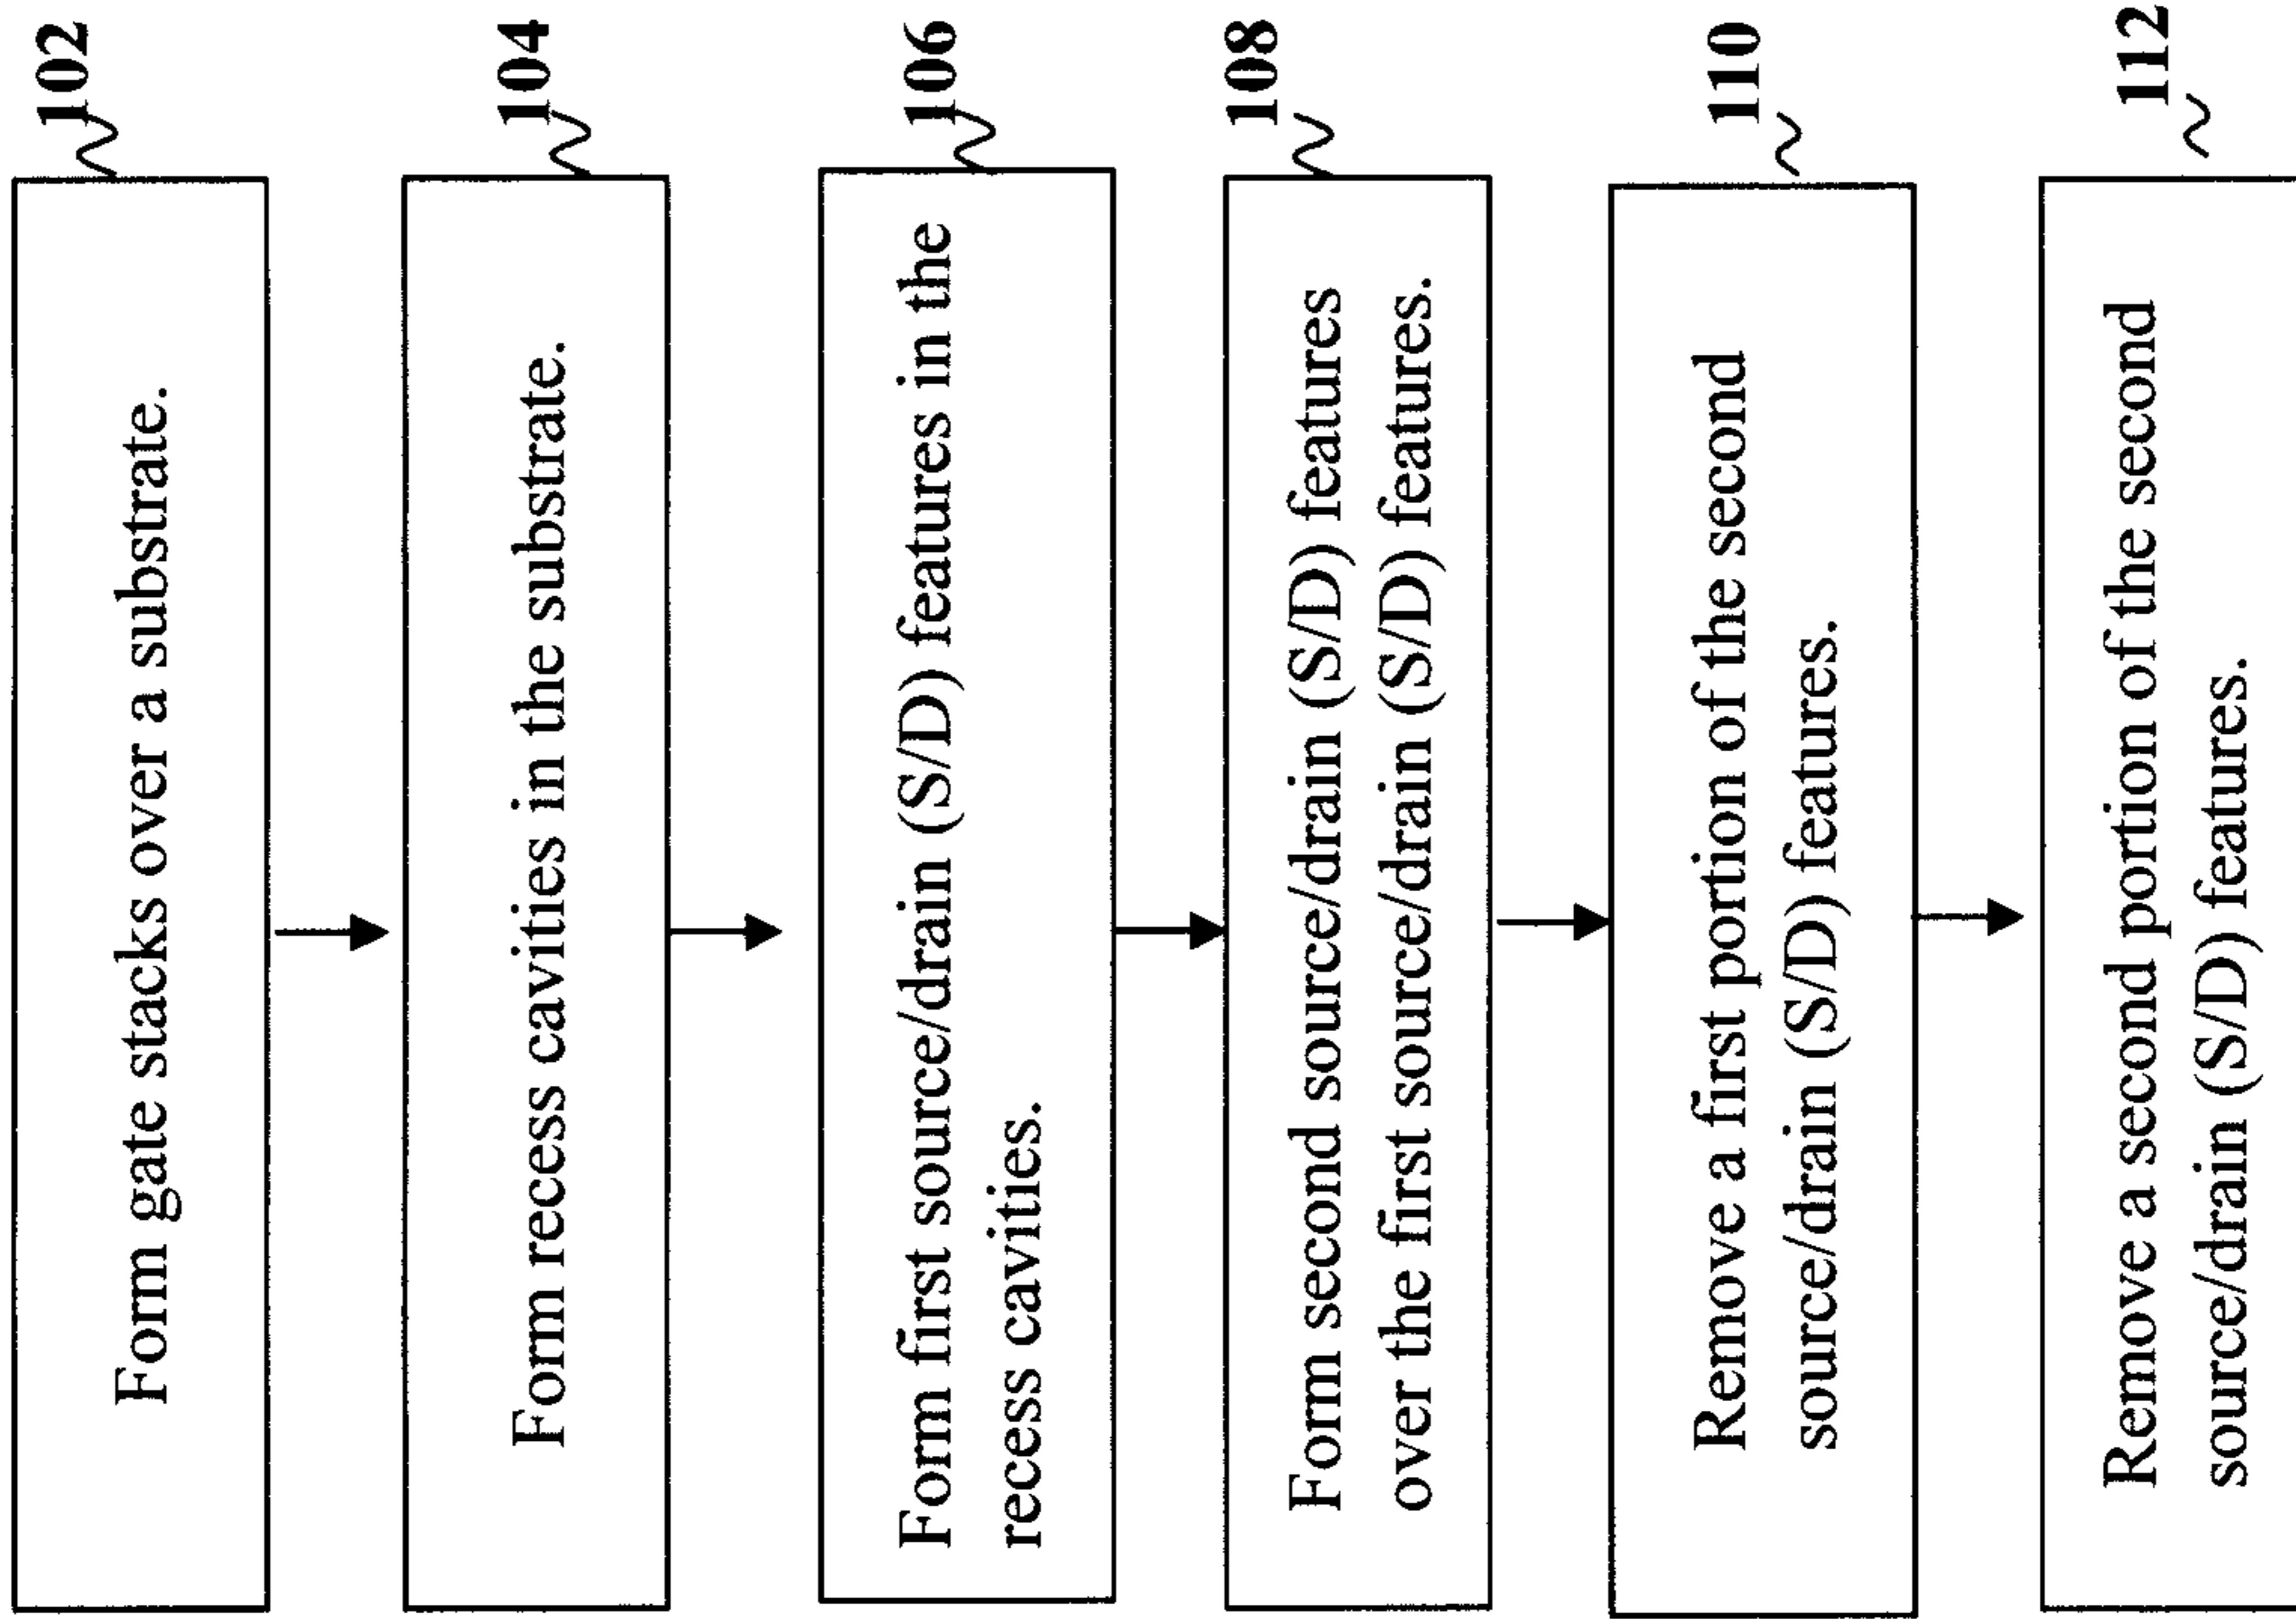 102
Form gate stacks over a substrate.
104
Form recess cavities in the substrate.
106
Form first source/drain (S/D) features in the
recess cavities.
108
Form second source/drain (S/D) features
over the first source/drain (S/D) features.
110
Remove a first portion of the second
source/drain (S/D) features.
112
Remove a second portion of the second
source/drain (S/D) features.